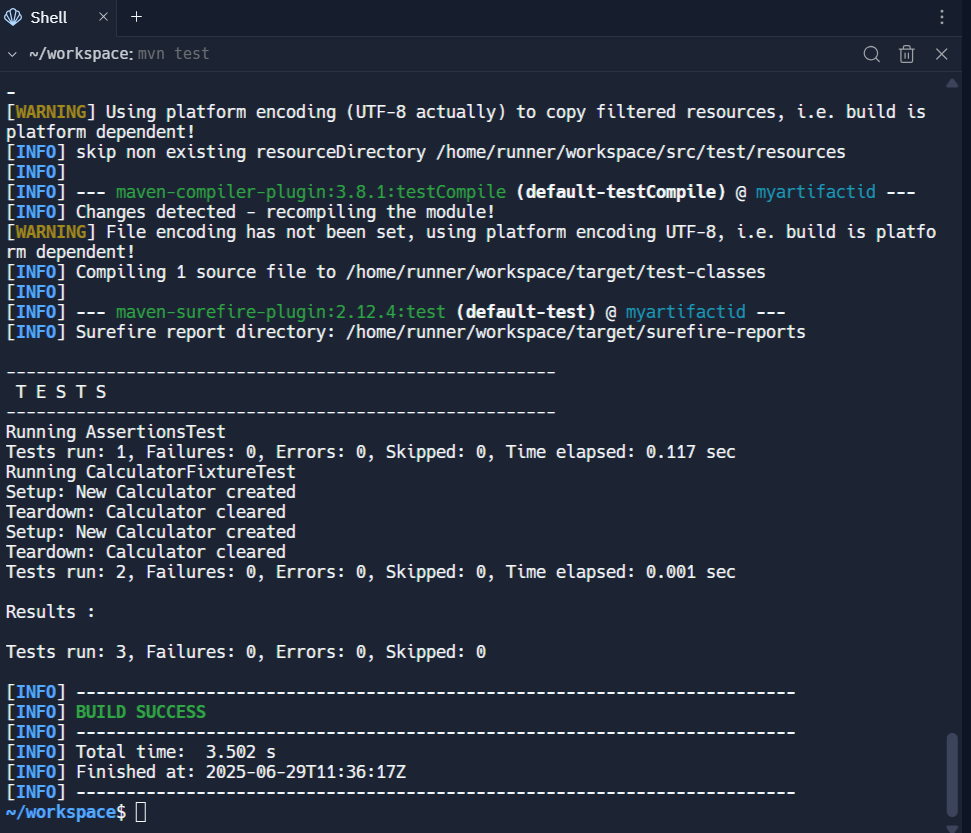 Shell × +
~/workspace: mvn test
-
[WARNING] Using platform encoding (UTF-8 actually) to copy filtered resources, i.e. build is
platform dependent!
[INFO] skip non existing resourceDirectory /home/runner/workspace/src/test/resources
[INFO]
[INFO] --- maven-compiler-plugin:3.8.1:testCompile (default-testCompile) @ myartifactid ---
[INFO] Changes detected - recompiling the module!
[WARNING] File encoding has not been set, using platform encoding UTF-8, i.e. build is platfo
rm dependent!
[INFO] Compiling 1 source file to /home/runner/workspace/target/test-classes
[INFO]
[INFO] --- maven-surefire-plugin:2.12.4:test (default-test) @ myartifactid ---
[INFO] Surefire report directory: /home/runner/workspace/target/surefire-reports
-------------------------------------------------------
T E S T S
-------------------------------------------------------
Running AssertionsTest
Tests run: 1, Failures: 0, Errors: 0, Skipped: 0, Time elapsed: 0.117 sec
Running CalculatorFixtureTest
Setup: New Calculator created
Teardown: Calculator cleared
Setup: New Calculator created
Teardown: Calculator cleared
Tests run: 2, Failures: 0, Errors: 0, Skipped: 0, Time elapsed: 0.001 sec
Results :
Tests run: 3, Failures: 0, Errors: 0, Skipped: 0
[INFO] ------------------------------------------------------------------------
[INFO] BUILD SUCCESS
[INFO] ------------------------------------------------------------------------
[INFO] Total time:  3.502 s
[INFO] Finished at: 2025-06-29T11:36:17Z
[INFO] ------------------------------------------------------------------------
~/workspace$